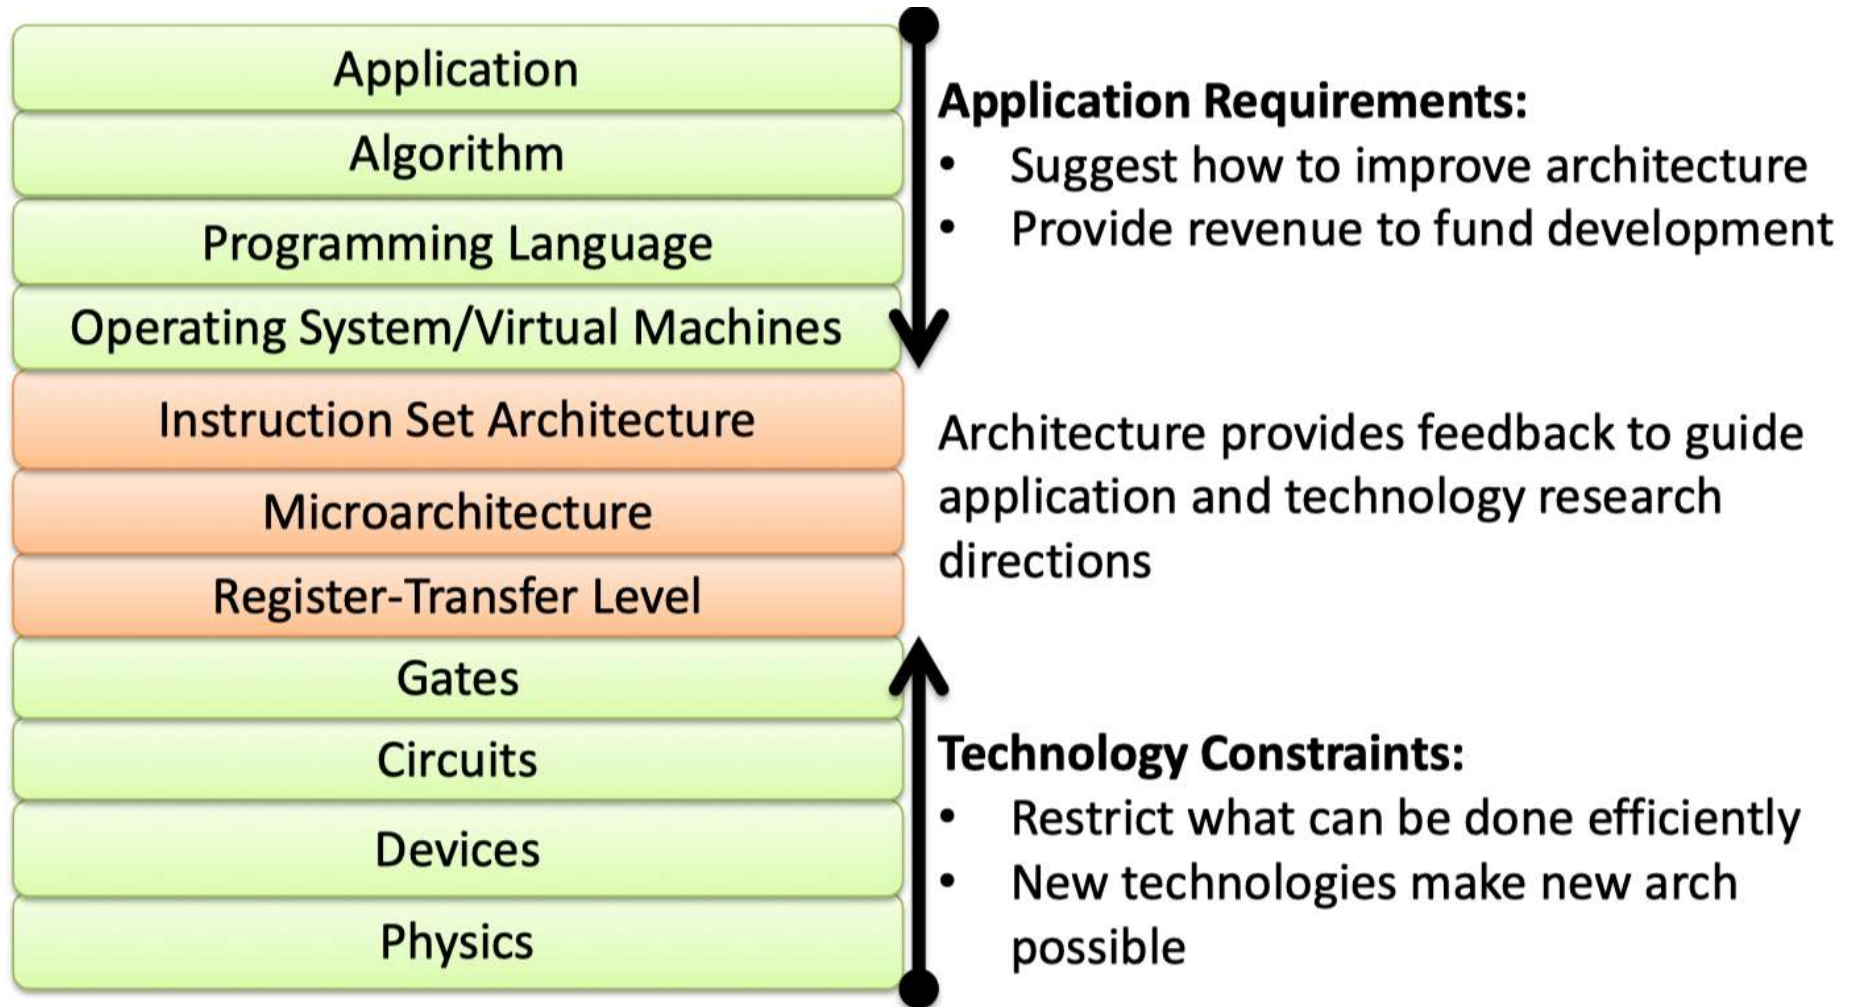 Application
Algorithm
Programming Language
Operating System/Virtual Machines
Instruction Set Architecture
Microarchitecture
Register-Transfer Level
Gates
Circuits
Devices
Physics
Application Requirements:
• Suggest how to improve architecture
• Provide revenue to fund development
Architecture provides feedback to guide
application and technology research
directions
Technology Constraints:
• Restrict what can be done efficiently
• New technologies make new arch
possible